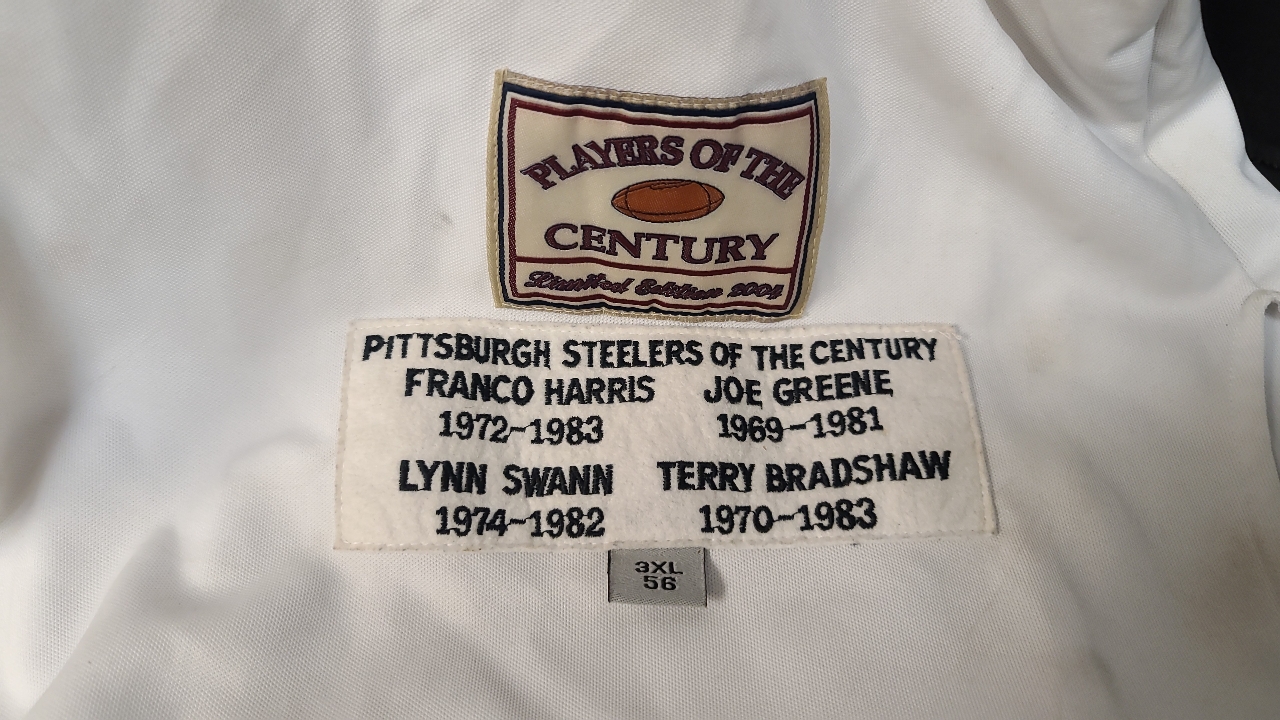 PLAYERS OF THE
CENTURY
Limited Edition 2004
PITTSBURGH STEELERS OF THE CENTURY
FRANCO HARRIS JOE GREENE
1972-1983 1969-1981
LYNN SWANN TERRY BRADSHAW
1974-1982 1970-1983
3XL
56